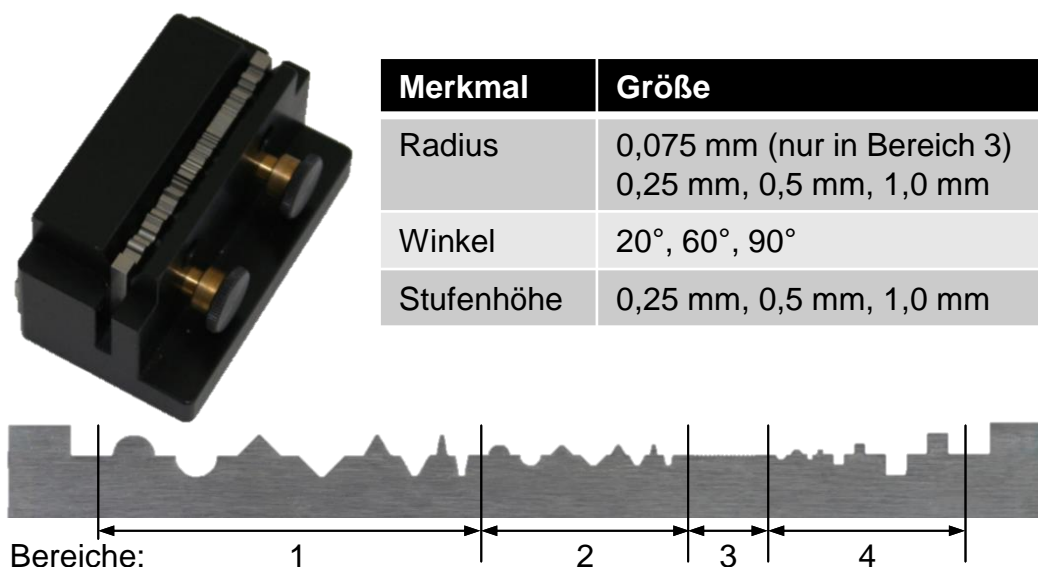 Merkmal Größe
Radius 0,075 mm (nur in Bereich 3)
0,25 mm, 0,5 mm, 1,0 mm
Winkel 20°, 60°, 90°
Stufenhöhe 0,25 mm, 0,5 mm, 1,0 mm
Bereiche: 1 2 3 4